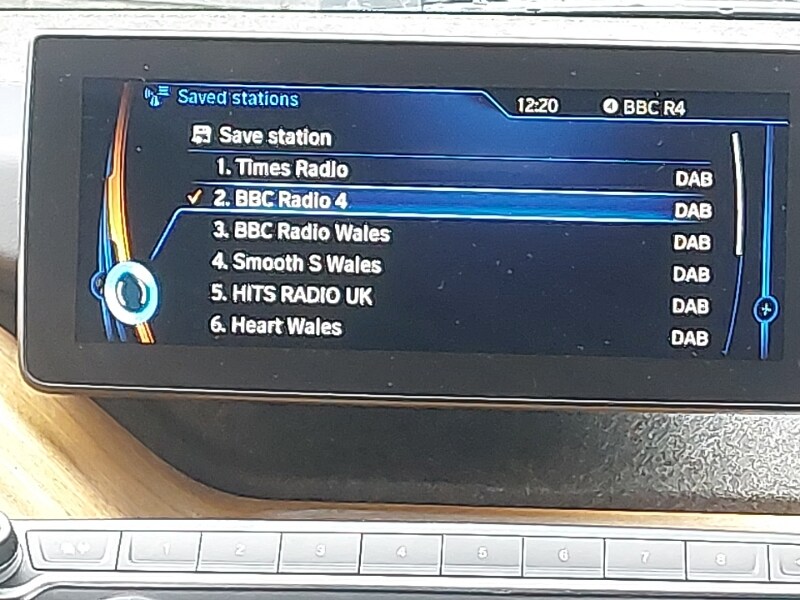 Saved stations 12:20 4 BBC R4
Save station
1. Times Radio DAB
2. BBC Radio 4 DAB
3. BBC Radio Wales DAB
4. Smooth S Wales DAB
5. HITS RADIO UK DAB
6. Heart Wales DAB
1 2 3 4 5 6 7 8